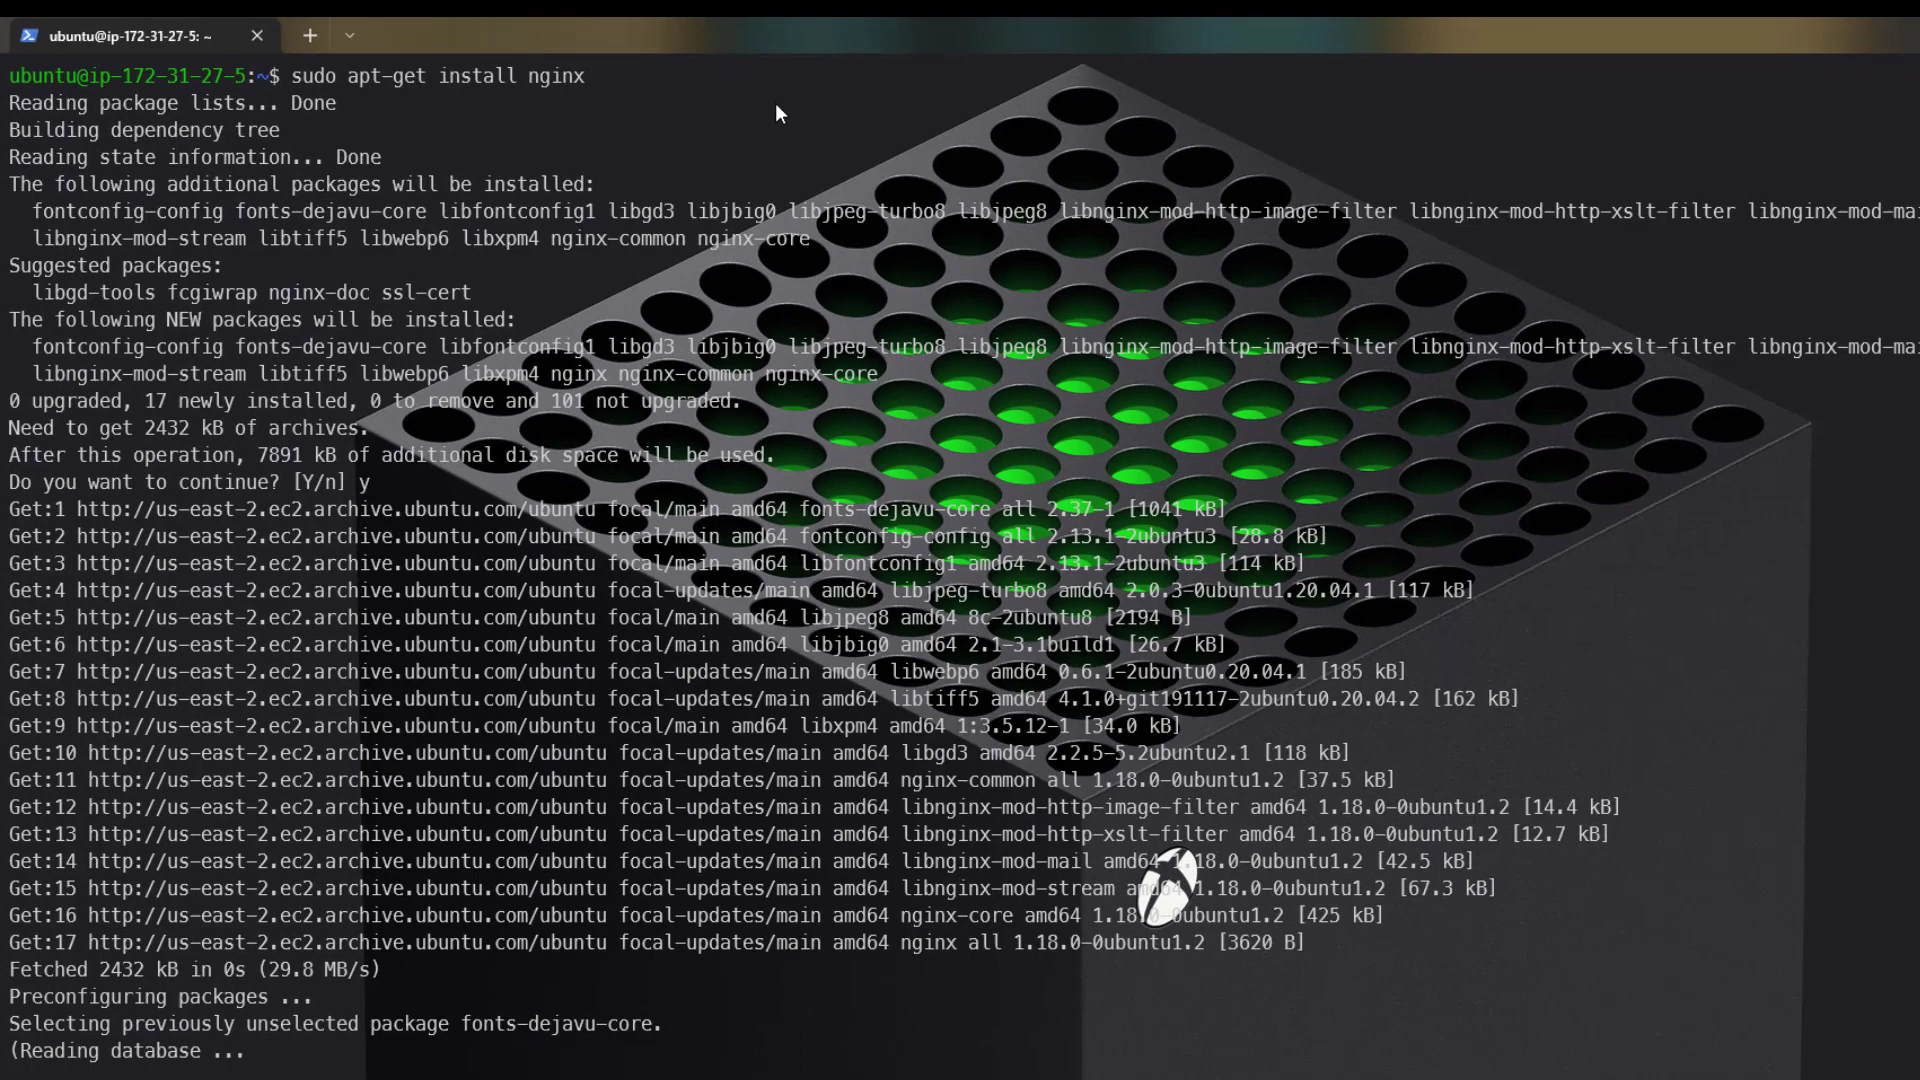 ubuntu@ip-172-31-27-5: ~
ubuntu@ip-172-31-27-5:~$ sudo apt-get install nginx
Reading package lists... Done
Building dependency tree
Reading state information... Done
The following additional packages will be installed:
  fontconfig-config fonts-dejavu-core libfontconfig1 libgd3 libjbig0 libjpeg-turbo8 libjpeg8 libnginx-mod-http-image-filter libnginx-mod-http-xslt-filter libnginx-mod-mai
  libnginx-mod-stream libtiff5 libwebp6 libxpm4 nginx-common nginx-core
Suggested packages:
  libgd-tools fcgiwrap nginx-doc ssl-cert
The following NEW packages will be installed:
  fontconfig-config fonts-dejavu-core libfontconfig1 libgd3 libjbig0 libjpeg-turbo8 libjpeg8 libnginx-mod-http-image-filter libnginx-mod-http-xslt-filter libnginx-mod-mai
  libnginx-mod-stream libtiff5 libwebp6 libxpm4 nginx nginx-common nginx-core
0 upgraded, 17 newly installed, 0 to remove and 101 not upgraded.
Need to get 2432 kB of archives.
After this operation, 7891 kB of additional disk space will be used.
Do you want to continue? [Y/n] y
Get:1 http://us-east-2.ec2.archive.ubuntu.com/ubuntu focal/main amd64 fonts-dejavu-core all 2.37-1 [1041 kB]
Get:2 http://us-east-2.ec2.archive.ubuntu.com/ubuntu focal/main amd64 fontconfig-config all 2.13.1-2ubuntu3 [28.8 kB]
Get:3 http://us-east-2.ec2.archive.ubuntu.com/ubuntu focal/main amd64 libfontconfig1 amd64 2.13.1-2ubuntu3 [114 kB]
Get:4 http://us-east-2.ec2.archive.ubuntu.com/ubuntu focal-updates/main amd64 libjpeg-turbo8 amd64 2.0.3-0ubuntu1.20.04.1 [117 kB]
Get:5 http://us-east-2.ec2.archive.ubuntu.com/ubuntu focal/main amd64 libjpeg8 amd64 8c-2ubuntu8 [2194 B]
Get:6 http://us-east-2.ec2.archive.ubuntu.com/ubuntu focal/main amd64 libjbig0 amd64 2.1-3.1build1 [26.7 kB]
Get:7 http://us-east-2.ec2.archive.ubuntu.com/ubuntu focal-updates/main amd64 libwebp6 amd64 0.6.1-2ubuntu0.20.04.1 [185 kB]
Get:8 http://us-east-2.ec2.archive.ubuntu.com/ubuntu focal-updates/main amd64 libtiff5 amd64 4.1.0+git191117-2ubuntu0.20.04.2 [162 kB]
Get:9 http://us-east-2.ec2.archive.ubuntu.com/ubuntu focal/main amd64 libxpm4 amd64 1:3.5.12-1 [34.0 kB]
Get:10 http://us-east-2.ec2.archive.ubuntu.com/ubuntu focal-updates/main amd64 libgd3 amd64 2.2.5-5.2ubuntu2.1 [118 kB]
Get:11 http://us-east-2.ec2.archive.ubuntu.com/ubuntu focal-updates/main amd64 nginx-common all 1.18.0-0ubuntu1.2 [37.5 kB]
Get:12 http://us-east-2.ec2.archive.ubuntu.com/ubuntu focal-updates/main amd64 libnginx-mod-http-image-filter amd64 1.18.0-0ubuntu1.2 [14.4 kB]
Get:13 http://us-east-2.ec2.archive.ubuntu.com/ubuntu focal-updates/main amd64 libnginx-mod-http-xslt-filter amd64 1.18.0-0ubuntu1.2 [12.7 kB]
Get:14 http://us-east-2.ec2.archive.ubuntu.com/ubuntu focal-updates/main amd64 libnginx-mod-mail amd64 1.18.0-0ubuntu1.2 [42.5 kB]
Get:15 http://us-east-2.ec2.archive.ubuntu.com/ubuntu focal-updates/main amd64 libnginx-mod-stream amd64 1.18.0-0ubuntu1.2 [67.3 kB]
Get:16 http://us-east-2.ec2.archive.ubuntu.com/ubuntu focal-updates/main amd64 nginx-core amd64 1.18.0-0ubuntu1.2 [425 kB]
Get:17 http://us-east-2.ec2.archive.ubuntu.com/ubuntu focal-updates/main amd64 nginx all 1.18.0-0ubuntu1.2 [3620 B]
Fetched 2432 kB in 0s (29.8 MB/s)
Preconfiguring packages ...
Selecting previously unselected package fonts-dejavu-core.
(Reading database ...